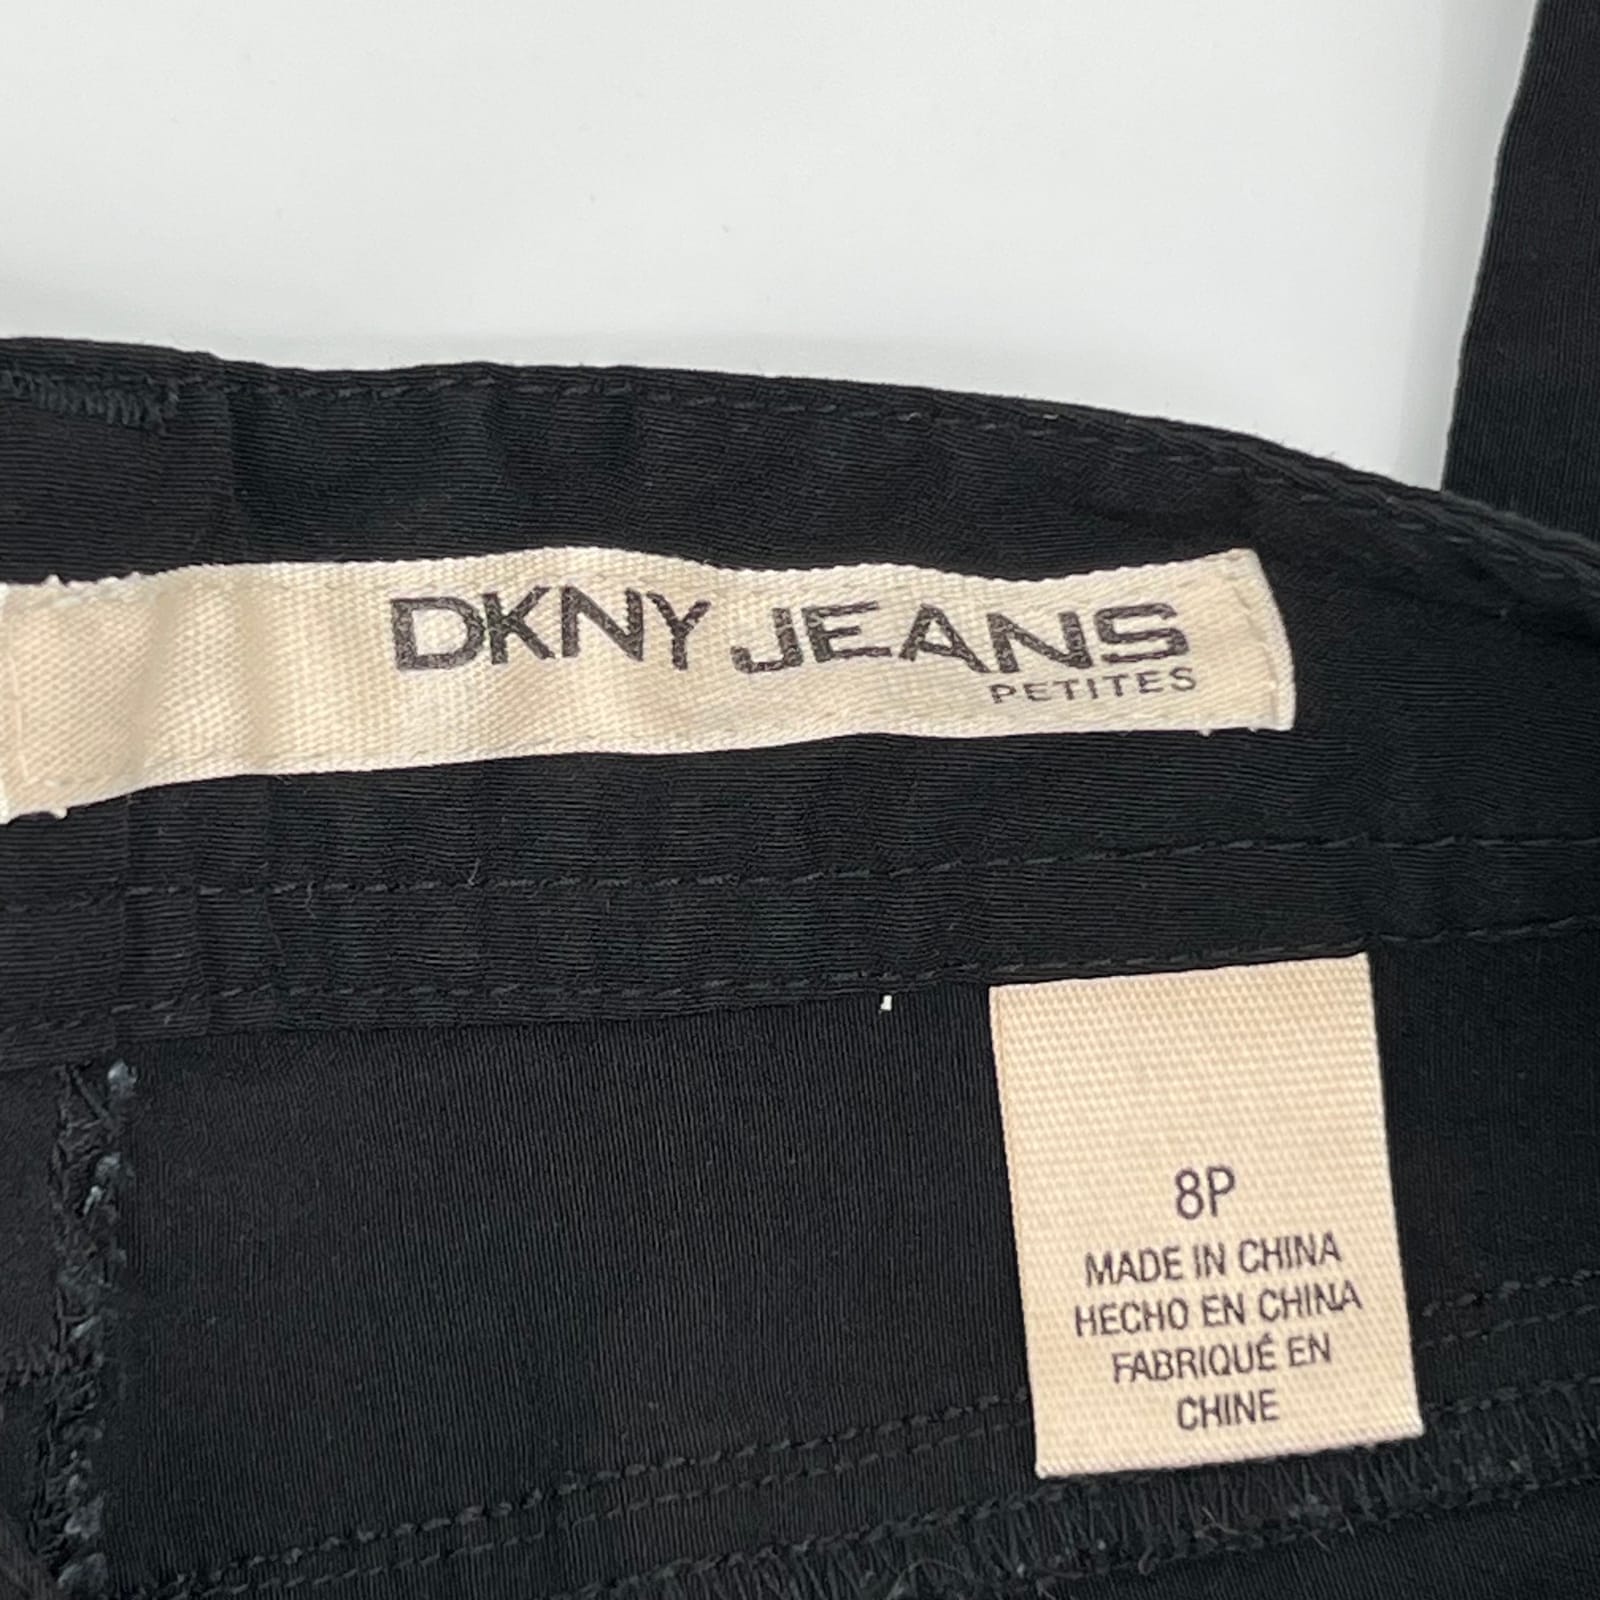 DKNY JEANS
PETITES
8P
MADE IN CHINA
HECHO EN CHINA
FABRIQUÉ EN
CHINE